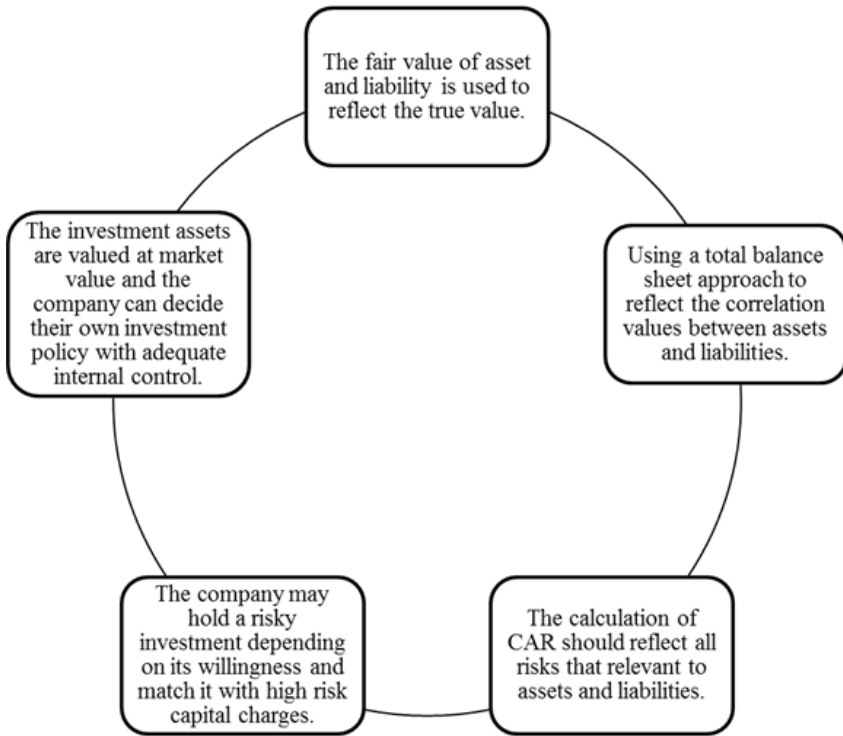 The fair value of asset
and liability is used to
reflect the true value.
Using a total balance
sheet approach to
reflect the correlation
values between assets
and liabilities.
The calculation of
CAR should reflect all
risks that relevant to
assets and liabilities.
The company may
hold a risky
investment depending
on its willingness and
match it with high risk
capital charges.
The investment assets
are valued at market
value and the
company can decide
their own investment
policy with adequate
internal control.